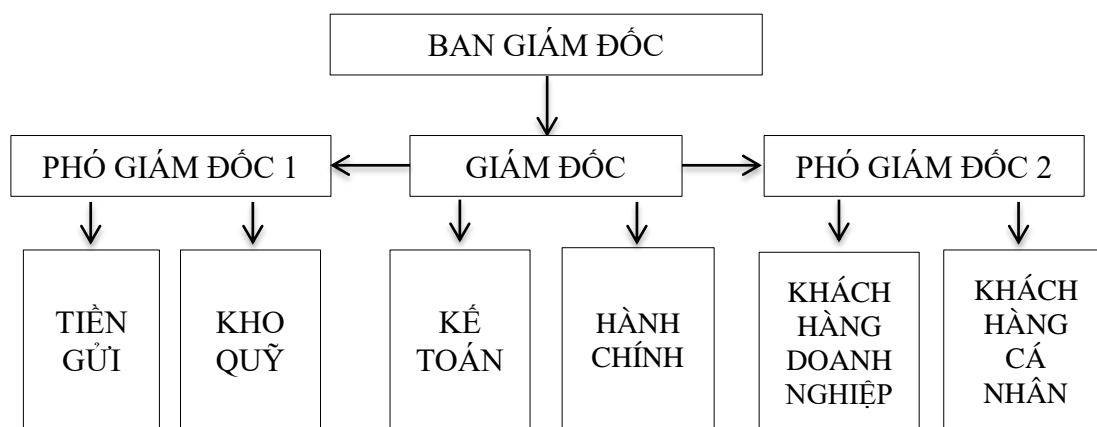 BAN GIÁM ĐỐC
PHÓ GIÁM ĐỐC 1
GIÁM ĐỐC
PHÓ GIÁM ĐỐC 2
TIỀN
GỬI
KHO
QUỸ
KẾ
TOÁN
HÀNH
CHÍNH
KHÁCH
HÀNG
DOANH
NGHIỆP
KHÁCH
HÀNG
CÁ
NHÂN